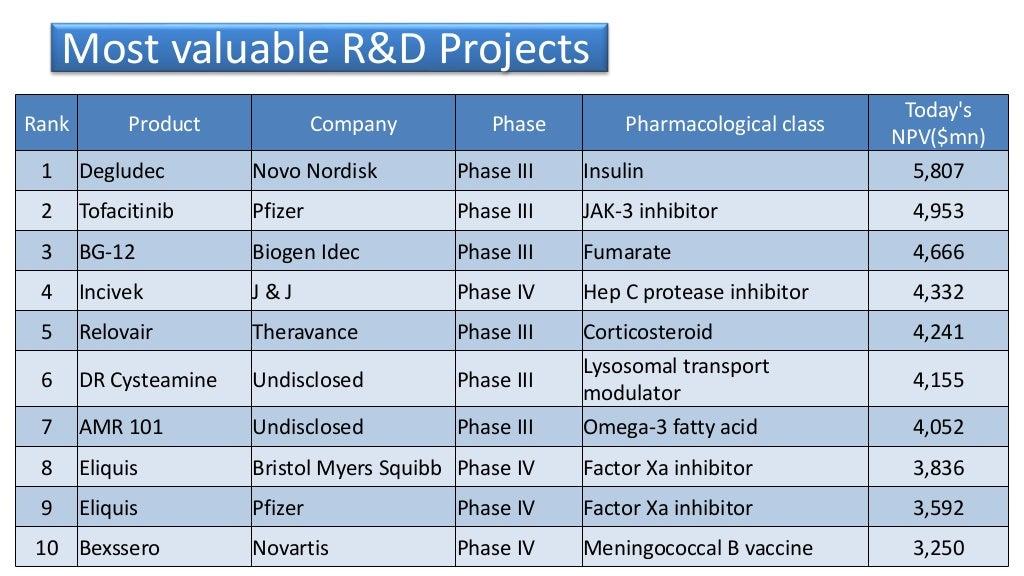 Most valuable R&D Projects
Rank Product Company Phase Pharmacological class Today's NPV($mn)
1 Degludec Novo Nordisk Phase III Insulin 5,807
2 Tofacitinib Pfizer Phase III JAK-3 inhibitor 4,953
3 BG-12 Biogen Idec Phase III Fumarate 4,666
4 Incivek J & J Phase IV Hep C protease inhibitor 4,332
5 Relovair Theravance Phase III Corticosteroid 4,241
6 DR Cysteamine Undisclosed Phase III Lysosomal transport modulator 4,155
7 AMR 101 Undisclosed Phase III Omega-3 fatty acid 4,052
8 Eliquis Bristol Myers Squibb Phase IV Factor Xa inhibitor 3,836
9 Eliquis Pfizer Phase IV Factor Xa inhibitor 3,592
10 Bexssero Novartis Phase IV Meningococcal B vaccine 3,250